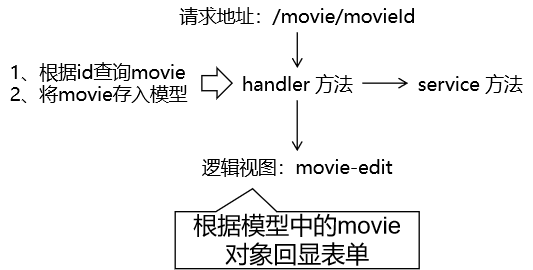 请求地址：/movie/movieId
1、根据id查询movie
2、将movie存入模型
handler 方法
service 方法
逻辑视图：movie-edit
根据模型中的movie
对象回显表单